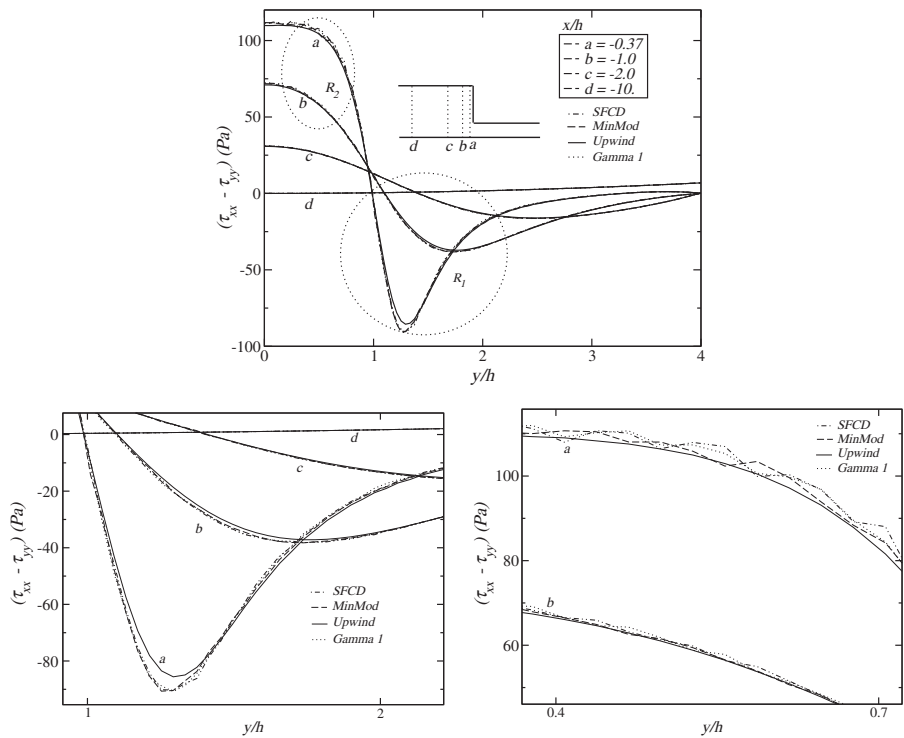 x/h
a = -0.37
b = -1.0
c = -2.0
d = -10.
SFCD
MinMod
Upwind
Gamma 1
100
50
0
-50
-100
(τxx - τyy) (Pa)
a
R2
b
c
d
d c b a
R1
0 1 2 3 4
y/h
0
-20
-40
-60
-80
(τxx - τyy) (Pa)
d
c
b
a
SFCD
MinMod
Upwind
Gamma 1
1 2
y/h
100
80
60
(τxx - τyy) (Pa)
a
b
SFCD
MinMod
Upwind
Gamma 1
0.4 0.7
y/h